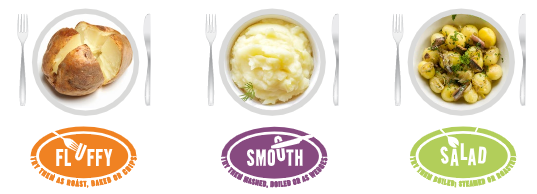 FLUFFY
TRY THEM AS ROAST, BAKED OR CHIPS
SMOOTH
TRY THEM MASHED, BOILED OR AS WEDGES
SALAD
TRY THEM BOILED, STEAMED OR ROASTED